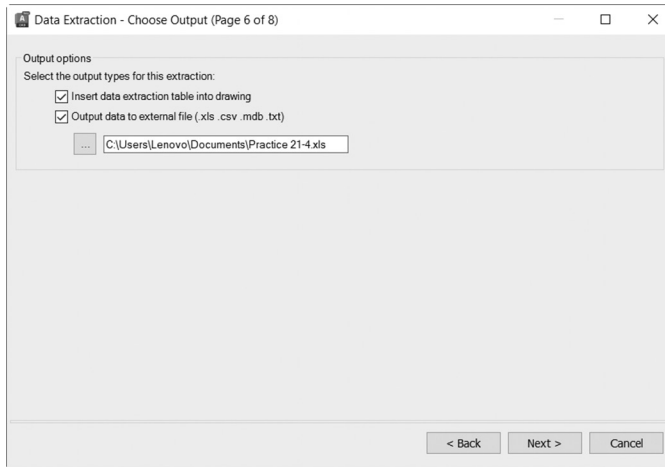 Data Extraction - Choose Output (Page 6 of 8)
Output options
Select the output types for this extraction:
Insert data extraction table into drawing
Output data to external file (.xls .csv .mdb .txt)
... C:\Users\Lenovo\Documents\Practice 21-4.xls
< Back Next > Cancel